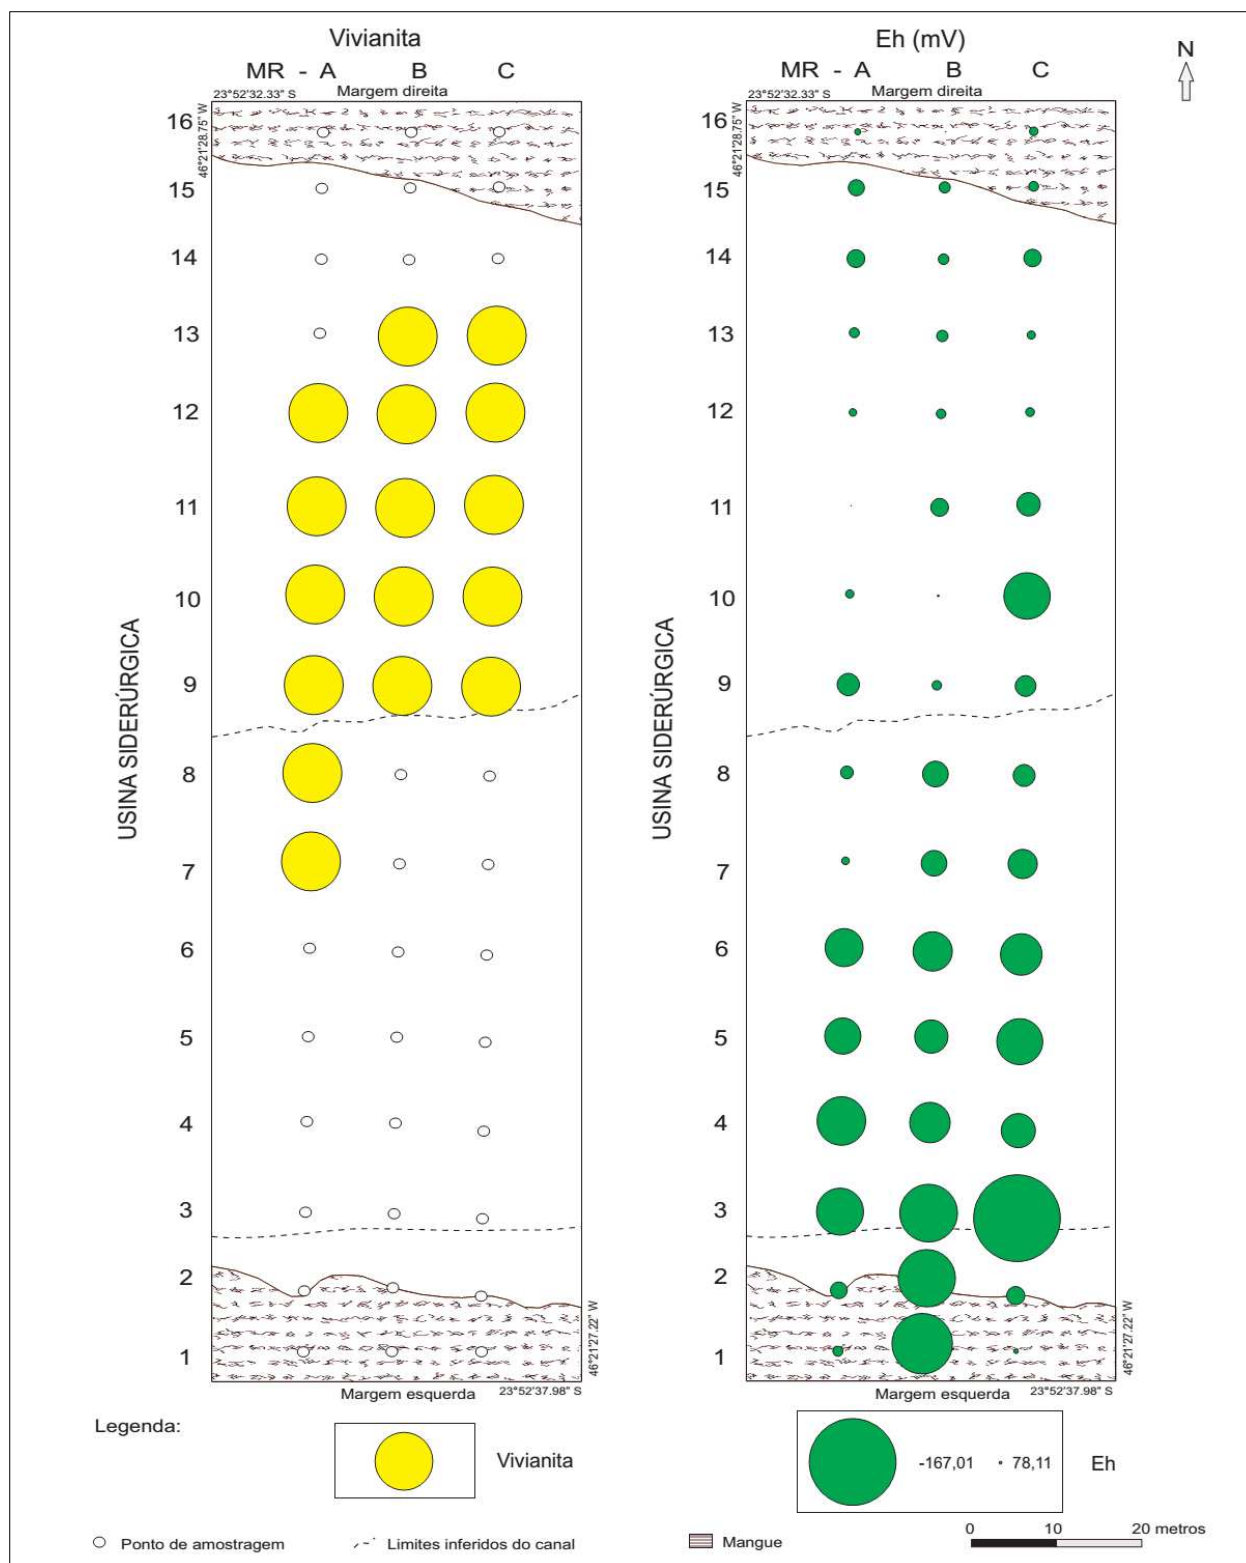 Vivianita
MR - A B C
23°52'32.33" S
Margem direita
46°21'28.75" W
16
15
14
13
12
11
10
9
8
7
6
5
4
3
2
1
USINA SIDERÚRGICA
46°21'27.22" W
Margem esquerda
23°52'37.98" S
Eh (mV)
MR - A B C
N
23°52'32.33" S
Margem direita
46°21'28.75" W
16
15
14
13
12
11
10
9
8
7
6
5
4
3
2
1
USINA SIDERÚRGICA
46°21'27.22" W
Margem esquerda
23°52'37.98" S
Legenda:
Vivianita
-167,01 78,11 Eh
Ponto de amostragem
Limites inferidos do canal
Mangue
0 10 20 metros